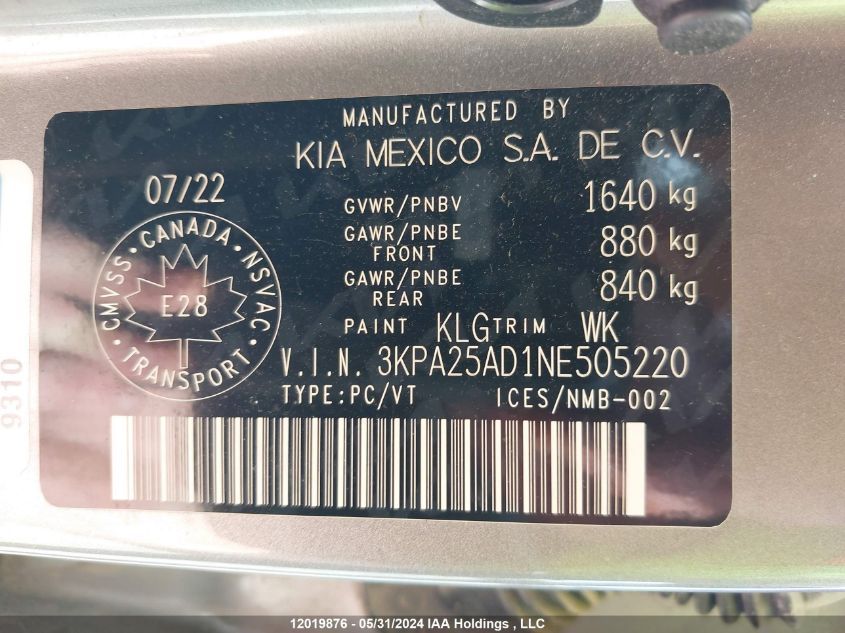 MANUFACTURED BY
KIA MEXICO S.A. DE C.V.
07/22
GVWR/PNBV 1640 kg
GAWR/PNBE FRONT 880 kg
GAWR/PNBE REAR 840 kg
PAINT KLG TRIM WK
V.I.N. 3KPA25AD1NE505220
TYPE:PC/VT ICES/NMB-002
CANADA · NSVAC · TRANSPORT · CMVSS ·
E28
9310
12019876 - 05/31/2024 IAA Holdings , LLC